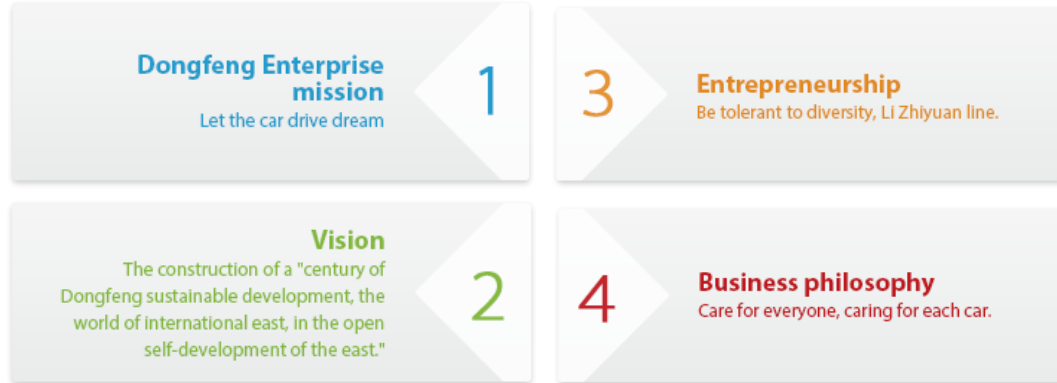 Dongfeng Enterprise
mission
Let the car drive dream
1
Vision
The construction of a "century of
Dongfeng sustainable development, the
world of international east, in the open
self-development of the east."
2
3
Entrepreneurship
Be tolerant to diversity, Li Zhiyuan line.
4
Business philosophy
Care for everyone, caring for each car.